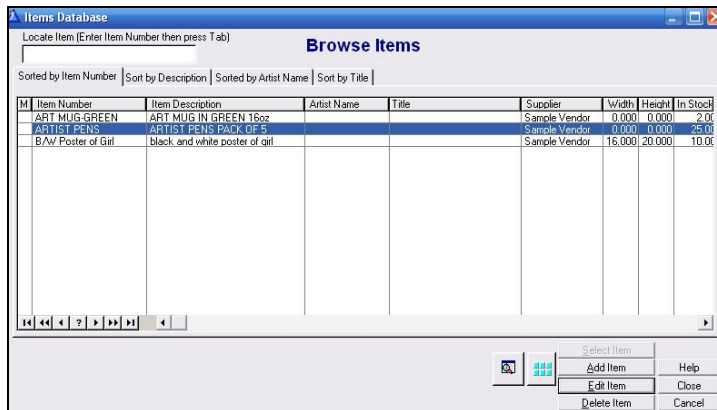 Items Database
Locate Item (Enter Item Number then press Tab)
Browse Items
Sorted by Item Number Sort by Description Sorted by Artist Name Sort by Title
M Item Number Item Description Artist Name Title Supplier Width Height In Stock
ART MUG-GREEN ART MUG IN GREEN 16oz Sample Vendor 0.000 0.000 2.00
ARTIST PENS ARTIST PENS PACK OF 5 Sample Vendor 0.000 0.000 25.00
B/W Poster of Girl black and white poster of girl Sample Vendor 16.000 20.000 10.00
?
Select Item
Add Item Help
Edit Item Close
Delete Item Cancel